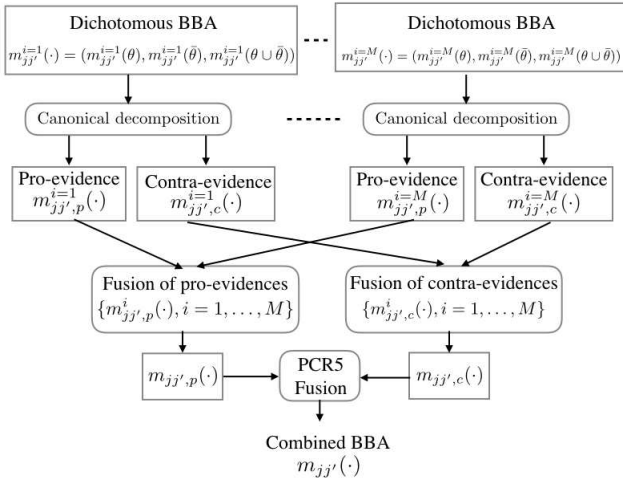 Dichotomous BBA
Dichotomous BBA
m_{jj'}^{i=1}(·) = (m_{jj'}^{i=1}(θ), m_{jj'}^{i=1}(θ̄), m_{jj'}^{i=1}(θ ∪ θ̄))
m_{jj'}^{i=M}(·) = (m_{jj'}^{i=M}(θ), m_{jj'}^{i=M}(θ̄), m_{jj'}^{i=M}(θ ∪ θ̄))
Canonical decomposition
Canonical decomposition
Pro-evidence
m_{jj',p}^{i=1}(·)
Contra-evidence
m_{jj',c}^{i=1}(·)
Pro-evidence
m_{jj',p}^{i=M}(·)
Contra-evidence
m_{jj',c}^{i=M}(·)
Fusion of pro-evidences
{m_{jj',p}^{i}(·), i = 1, . . . , M}
Fusion of contra-evidences
{m_{jj',c}^{i}(·), i = 1, . . . , M}
m_{jj',p}(·)
PCR5
Fusion
m_{jj',c}(·)
Combined BBA
m_{jj'}(·)